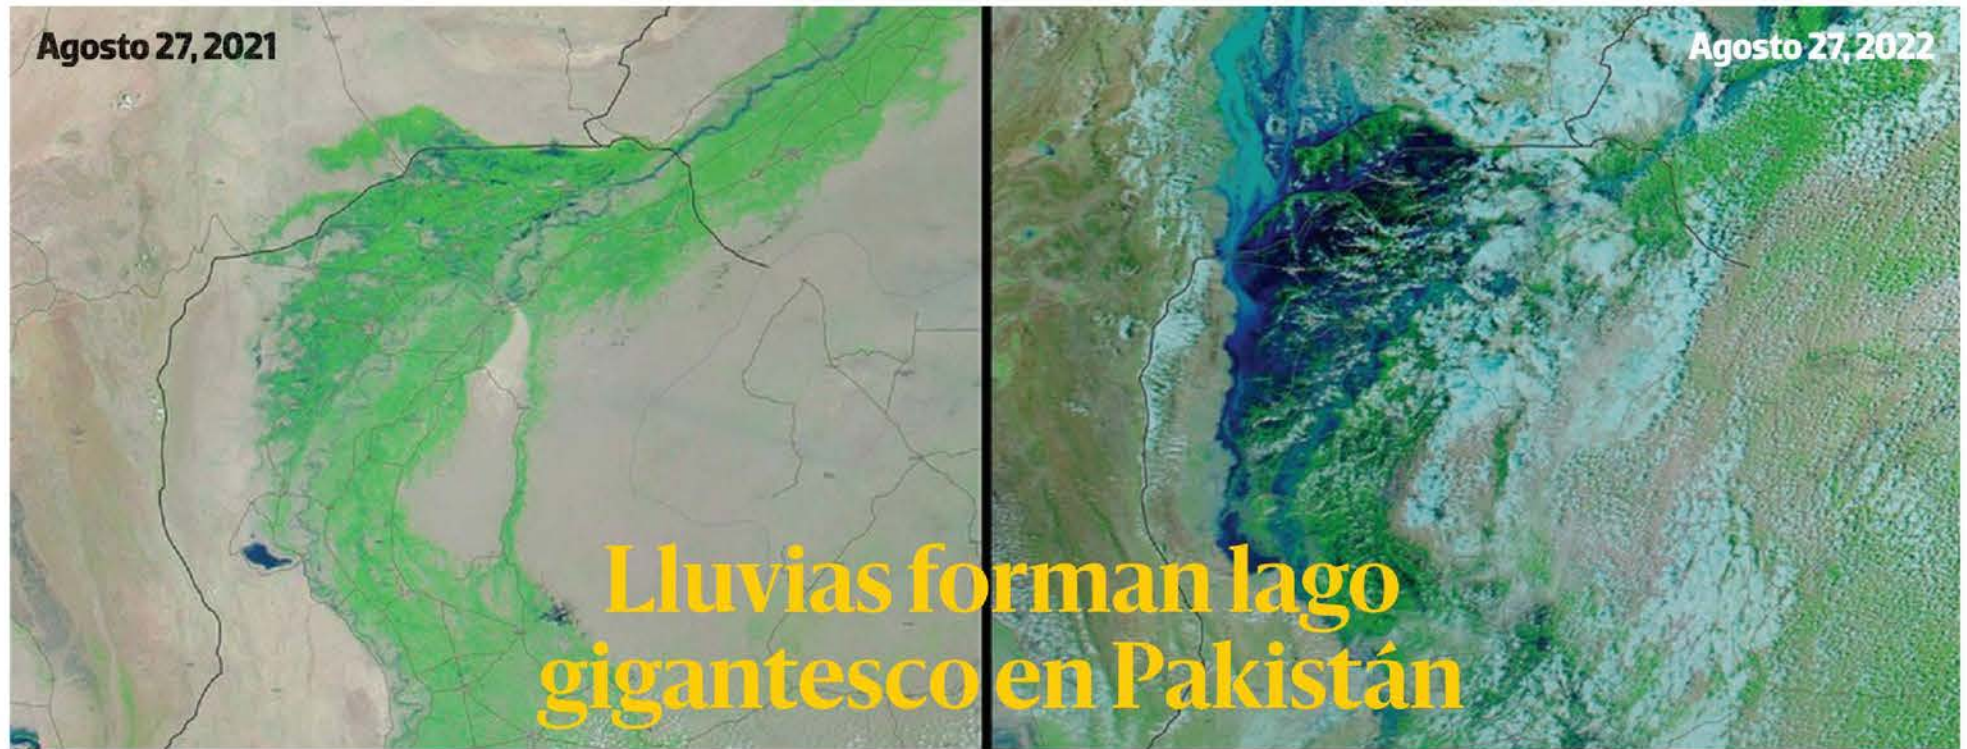 Agosto 27, 2021
Agosto 27, 2022
Lluvias forman lago
gigantesco en Pakistán